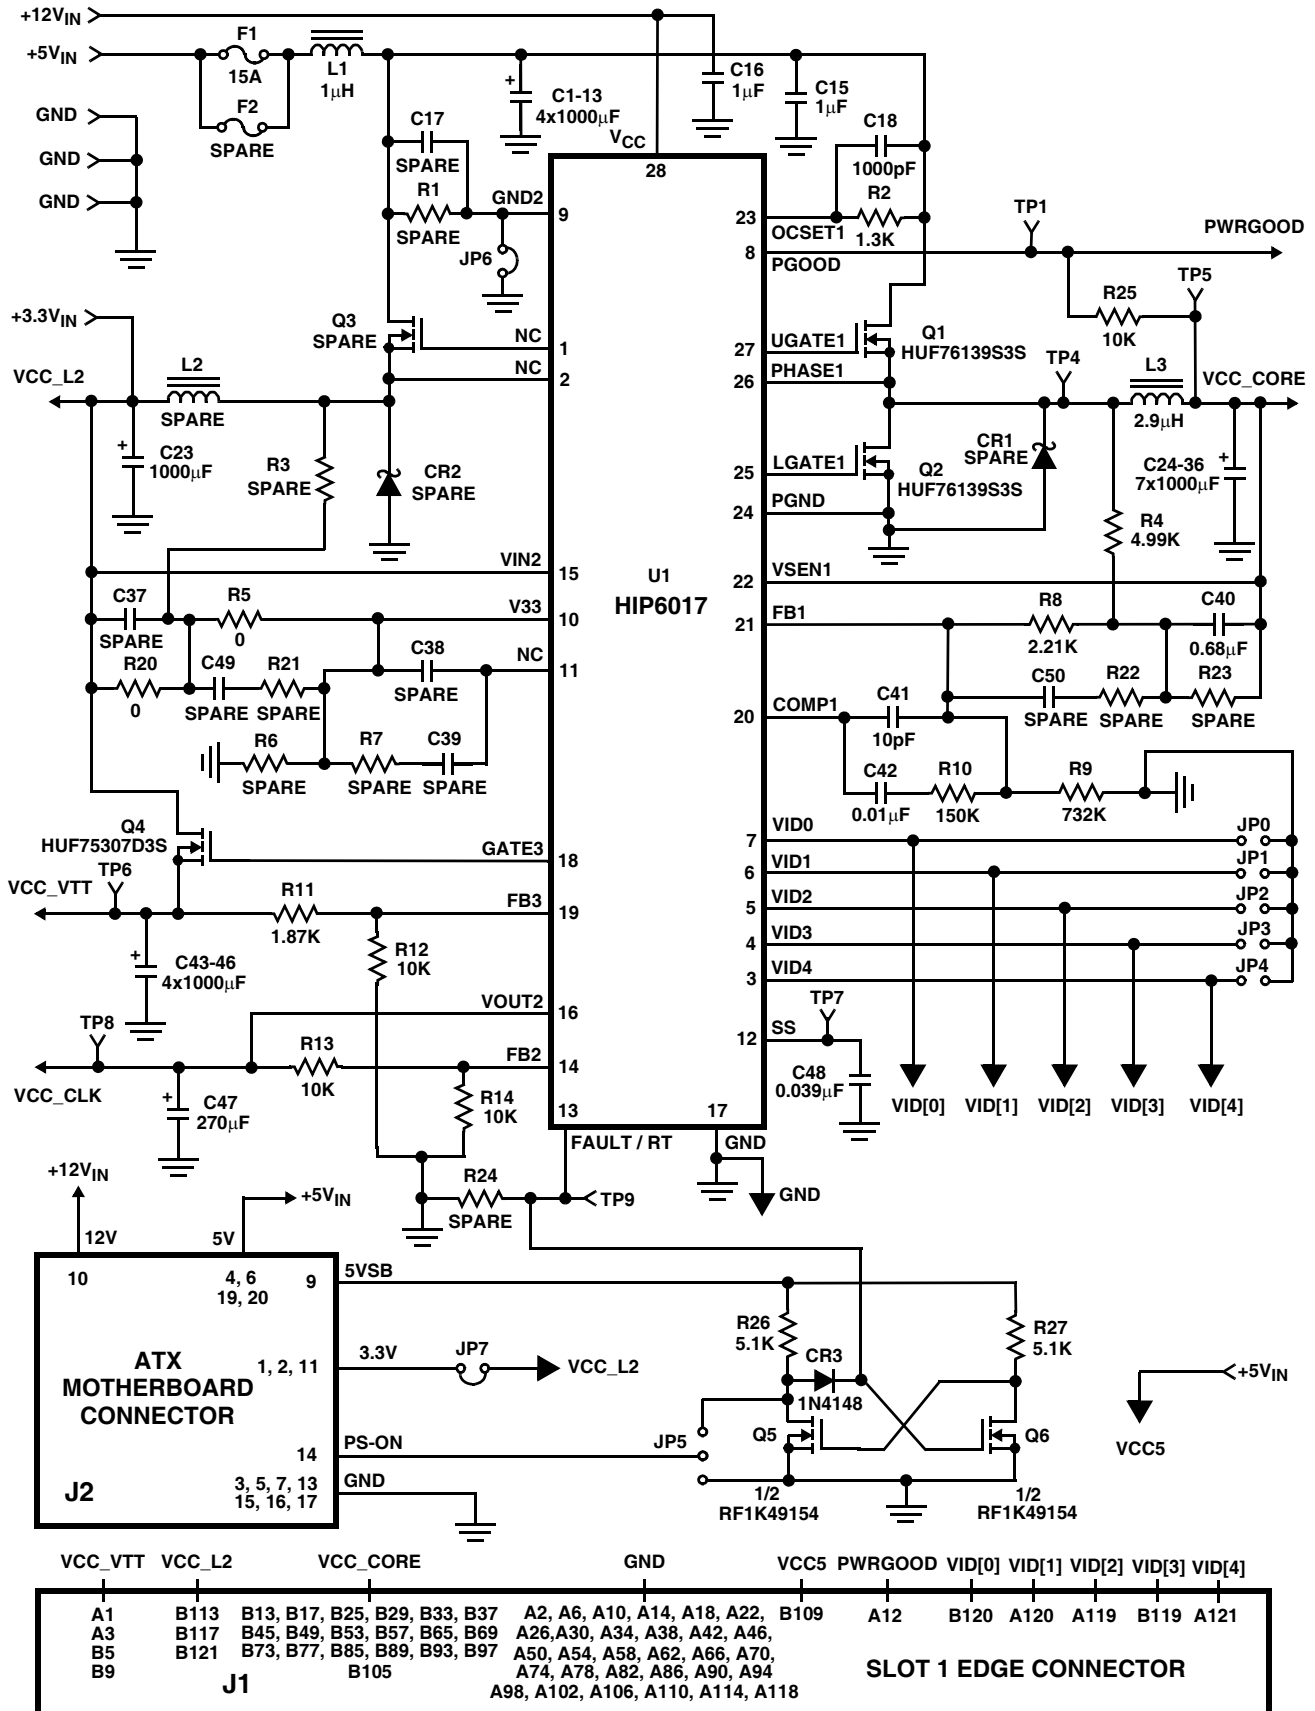 +12VIN
F1
+5VIN
15A
L1
1µH
F2
SPARE
GND
GND
GND
C16
1µF
C15
1µF
+
C1-13
4x1000µF
VCC
28
C17
SPARE
R1
SPARE
GND2
9
JP6
C18
1000pF
R2
1.3K
23
OCSET1
8
PGOOD
TP1
PWRGOOD
TP5
R25
10K
+3.3VIN
Q3
SPARE
NC
1
NC
2
27
UGATE1
Q1
HUF76139S3S
26
PHASE1
TP4
L3
2.9µH
VCC_CORE
VCC_L2
L2
SPARE
+
C23
1000µF
R3
SPARE
CR2
SPARE
25
LGATE1
Q2
HUF76139S3S
CR1
SPARE
C24-36
7x1000µF
+
24
PGND
R4
4.99K
VIN2
15
U1
HIP6017
22
VSEN1
C37
SPARE
R5
0
V33
10
21
FB1
R8
2.21K
C40
0.68µF
R20
0
C49
SPARE
R21
SPARE
C38
SPARE
NC
11
C50
SPARE
R22
SPARE
R23
SPARE
20
COMP1
C41
10pF
R6
SPARE
R7
SPARE
C39
SPARE
C42
0.01µF
R10
150K
R9
732K
Q4
HUF75307D3S
GATE3
18
7
VID0
JP0
6
VID1
JP1
5
VID2
JP2
4
VID3
JP3
3
VID4
JP4
TP6
VCC_VTT
R11
1.87K
FB3
19
+
C43-46
4x1000µF
R12
10K
VOUT2
16
TP7
12
SS
C48
0.039µF
VID[0]
VID[1]
VID[2]
VID[3]
VID[4]
TP8
VCC_CLK
R13
10K
FB2
14
+
C47
270µF
R14
10K
13
17
FAULT / RT
GND
GND
R24
SPARE
TP9
+12VIN
+5VIN
12V
5V
10
4, 6
19, 20
9
5VSB
ATX
MOTHERBOARD
CONNECTOR
1, 2, 11
3.3V
JP7
VCC_L2
R26
5.1K
R27
5.1K
CR3
1N4148
Q5
Q6
+5VIN
VCC5
14
PS-ON
JP5
J2
3, 5, 7, 13
15, 16, 17
GND
1/2
RF1K49154
1/2
RF1K49154
VCC_VTT VCC_L2 VCC_CORE GND VCC5 PWRGOOD VID[0] VID[1] VID[2] VID[3] VID[4]
A1
A3
B5
B9
B113
B117
B121
B13, B17, B25, B29, B33, B37
B45, B49, B53, B57, B65, B69
B73, B77, B85, B89, B93, B97
B105
A2, A6, A10, A14, A18, A22,
A26,A30, A34, A38, A42, A46,
A50, A54, A58, A62, A66, A70,
A74, A78, A82, A86, A90, A94
A98, A102, A106, A110, A114, A118
B109
A12
B120
A120
A119
B119
A121
J1
SLOT 1 EDGE CONNECTOR